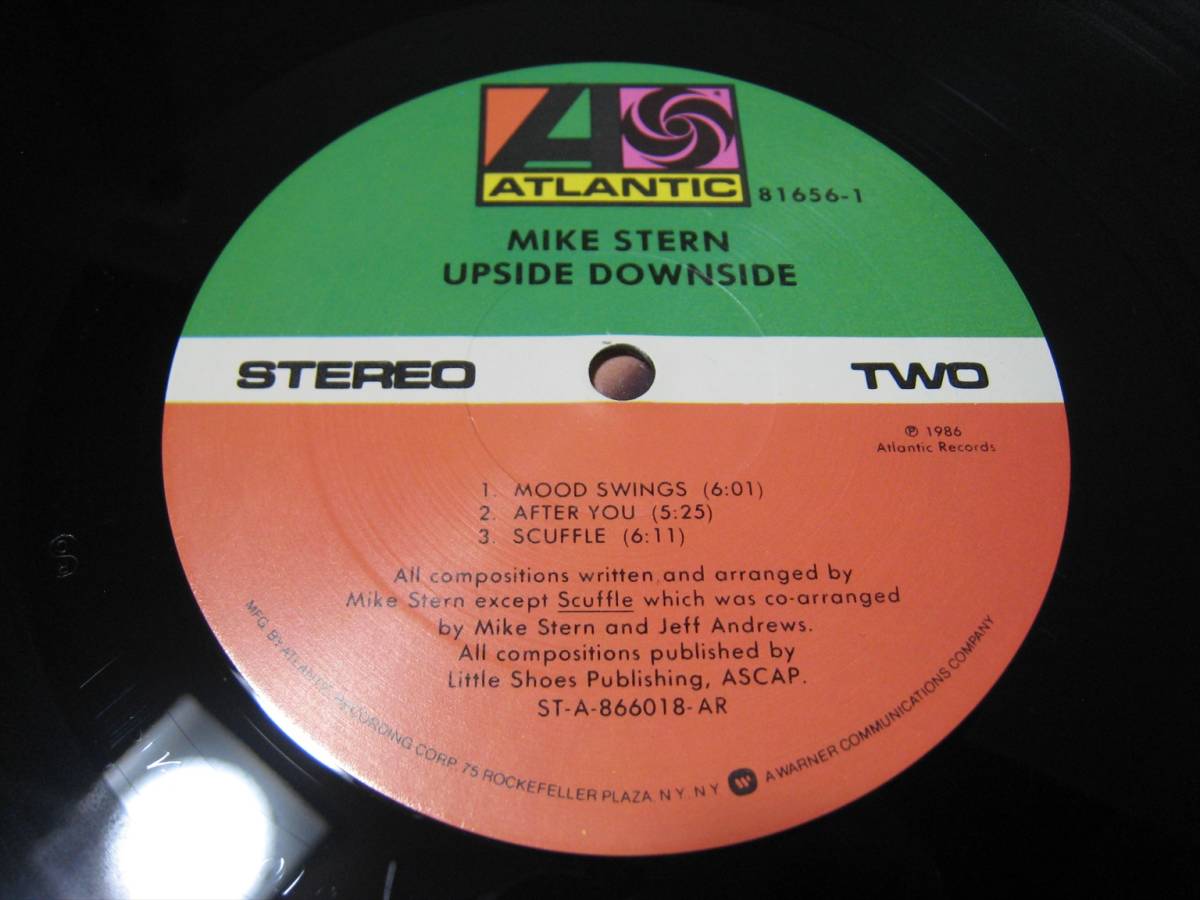 ATLANTIC
81656-1
MIKE STERN
UPSIDE DOWNSIDE
STEREO
TWO
℗ 1986
Atlantic Records
1. MOOD SWINGS (6:01)
2. AFTER YOU (5:25)
3. SCUFFLE (6:11)
All compositions written and arranged by
Mike Stern except Scuffle which was co-arranged
by Mike Stern and Jeff Andrews.
All compositions published by
Little Shoes Publishing, ASCAP.
ST-A-866018-AR
MFG. BY ATLANTIC RECORDING CORP. 75 ROCKEFELLER PLAZA, N.Y. N.Y. A WARNER COMMUNICATIONS COMPANY